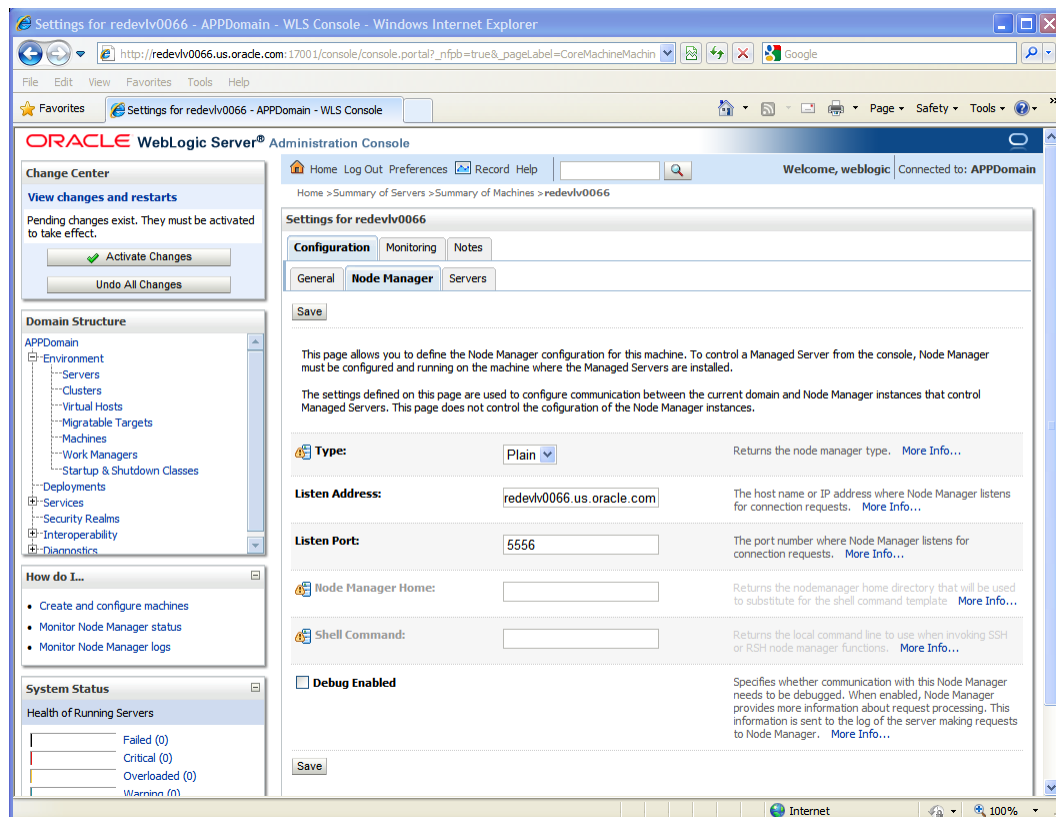 Settings for redevlv0066 - APPDomain - WLS Console - Windows Internet Explorer
http://redevlv0066.us.oracle.com:17001/console/console.portal?_nfpb=true&_pageLabel=CoreMachineMachin
Google
File Edit View Favorites Tools Help
Favorites
Settings for redevlv0066 - APPDomain - WLS Console
Page Safety Tools
ORACLE WebLogic Server® Administration Console
Change Center
View changes and restarts
Pending changes exist. They must be activated
to take effect.
Activate Changes
Undo All Changes
Domain Structure
APPDomain
Environment
Servers
Clusters
Virtual Hosts
Migratable Targets
Machines
Work Managers
Startup & Shutdown Classes
Deployments
Services
Security Realms
Interoperability
Diagnostics
How do I...
Create and configure machines
Monitor Node Manager status
Monitor Node Manager logs
System Status
Health of Running Servers
Failed (0)
Critical (0)
Overloaded (0)
Warning (0)
Home Log Out Preferences Record Help
Welcome, weblogic Connected to: APPDomain
Home >Summary of Servers >Summary of Machines >redevlv0066
Settings for redevlv0066
Configuration Monitoring Notes
General Node Manager Servers
Save
This page allows you to define the Node Manager configuration for this machine. To control a Managed Server from the console, Node Manager
must be configured and running on the machine where the Managed Servers are installed.
The settings defined on this page are used to configure communication between the current domain and Node Manager instances that control
Managed Servers. This page does not control the cofiguration of the Node Manager instances.
Type:
Plain
Returns the node manager type. More Info...
Listen Address:
redevlv0066.us.oracle.com
The host name or IP address where Node Manager listens
for connection requests. More Info...
Listen Port:
5556
The port number where Node Manager listens for
connection requests. More Info...
Node Manager Home:
Returns the nodemanager home directory that will be used
to substitute for the shell command template More Info...
Shell Command:
Returns the local command line to use when invoking SSH
or RSH node manager functions. More Info...
Debug Enabled
Specifies whether communication with this Node Manager
needs to be debugged. When enabled, Node Manager
provides more information about request processing. This
information is sent to the log of the server making requests
to Node Manager. More Info...
Save
Internet
100%